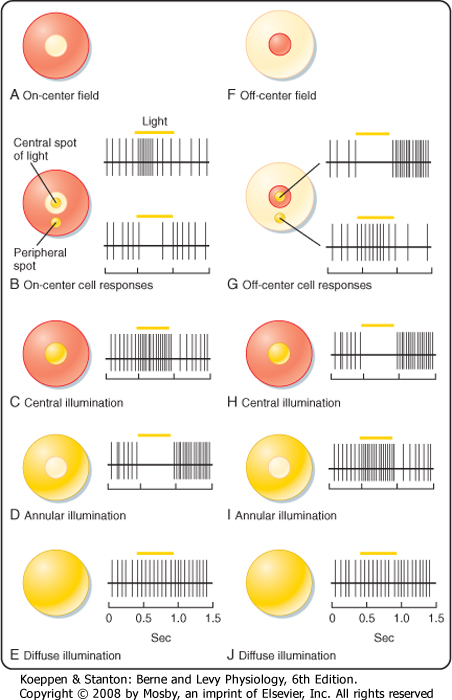 A On-center field
F Off-center field
Light
Central spot
of light
Peripheral
spot
B On-center cell responses
G Off-center cell responses
C Central illumination
H Central illumination
D Annular illumination
I Annular illumination
0 0.5 1.0 1.5
Sec
0 0.5 1.0 1.5
Sec
E Diffuse illumination
J Diffuse illumination
Koeppen & Stanton: Berne and Levy Physiology, 6th Edition.
Copyright © 2008 by Mosby, an imprint of Elsevier, Inc. All rights reserved